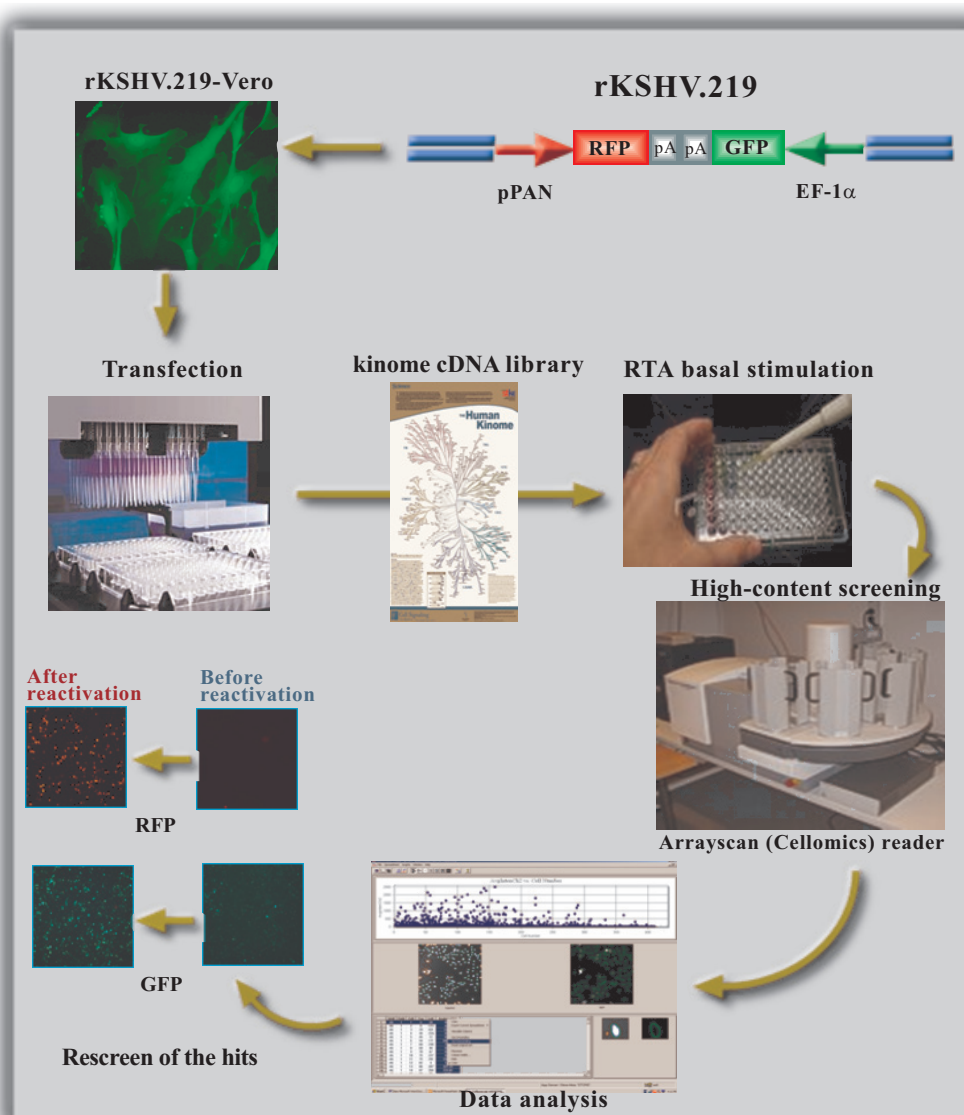 rKSHV.219-Vero
rKSHV.219
RFP pA pA GFP
pPAN
EF-1α
Transfection
kinome cDNA library
RTA basal stimulation
Human
Kinome
High-content screening
After
reactivation
Before
reactivation
RFP
Arrayscan (Cellomics) reader
GFP
Rescreen of the hits
Data analysis